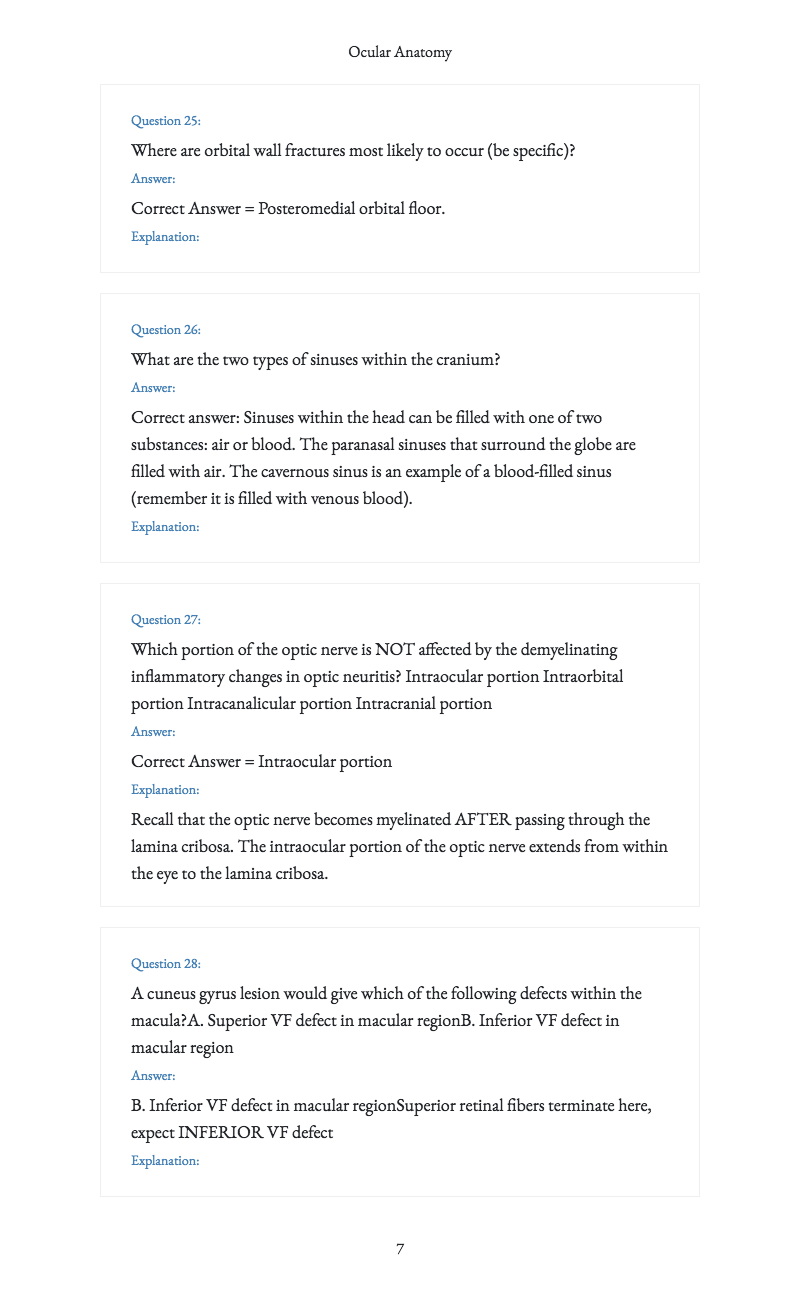 Ocular Anatomy
Question 25:
Where are orbital wall fractures most likely to occur (be specific)?
Answer:
Correct Answer = Posteromedial orbital floor.
Explanation:
Question 26:
What are the two types of sinuses within the cranium?
Answer:
Correct answer: Sinuses within the head can be filled with one of two
substances: air or blood. The paranasal sinuses that surround the globe are
filled with air. The cavernous sinus is an example of a blood-filled sinus
(remember it is filled with venous blood).
Explanation:
Question 27:
Which portion of the optic nerve is NOT affected by the demyelinating
inflammatory changes in optic neuritis? Intraocular portion Intraorbital
portion Intracanalicular portion Intracranial portion
Answer:
Correct Answer = Intraocular portion
Explanation:
Recall that the optic nerve becomes myelinated AFTER passing through the
lamina cribosa. The intraocular portion of the optic nerve extends from within
the eye to the lamina cribosa.
Question 28:
A cuneus gyrus lesion would give which of the following defects within the
macula?A. Superior VF defect in macular regionB. Inferior VF defect in
macular region
Answer:
B. Inferior VF defect in macular regionSuperior retinal fibers terminate here,
expect INFERIOR VF defect
Explanation:
7